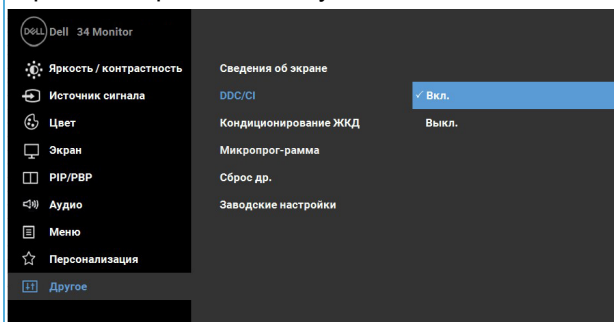 DELL Dell 34 Monitor
Яркость / контрастность
Сведения об экране
Источник сигнала
DDC/CI
✓ Вкл.
Цвет
Кондиционирование ЖКД
Выкл.
Экран
Микропрог-рамма
PIP/PBP
Сброс др.
Аудио
Заводские настройки
Меню
Персонализация
Другое